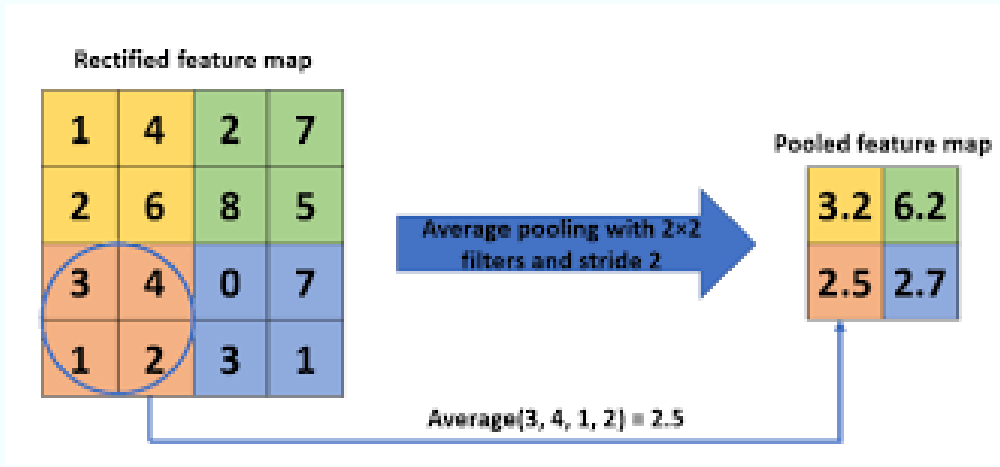 Rectified feature map
1 4 2 7
2 6 8 5
3 4 0 7
1 2 3 1
Average pooling with 2×2
filters and stride 2
Pooled feature map
3.2 6.2
2.5 2.7
Average(3, 4, 1, 2) = 2.5